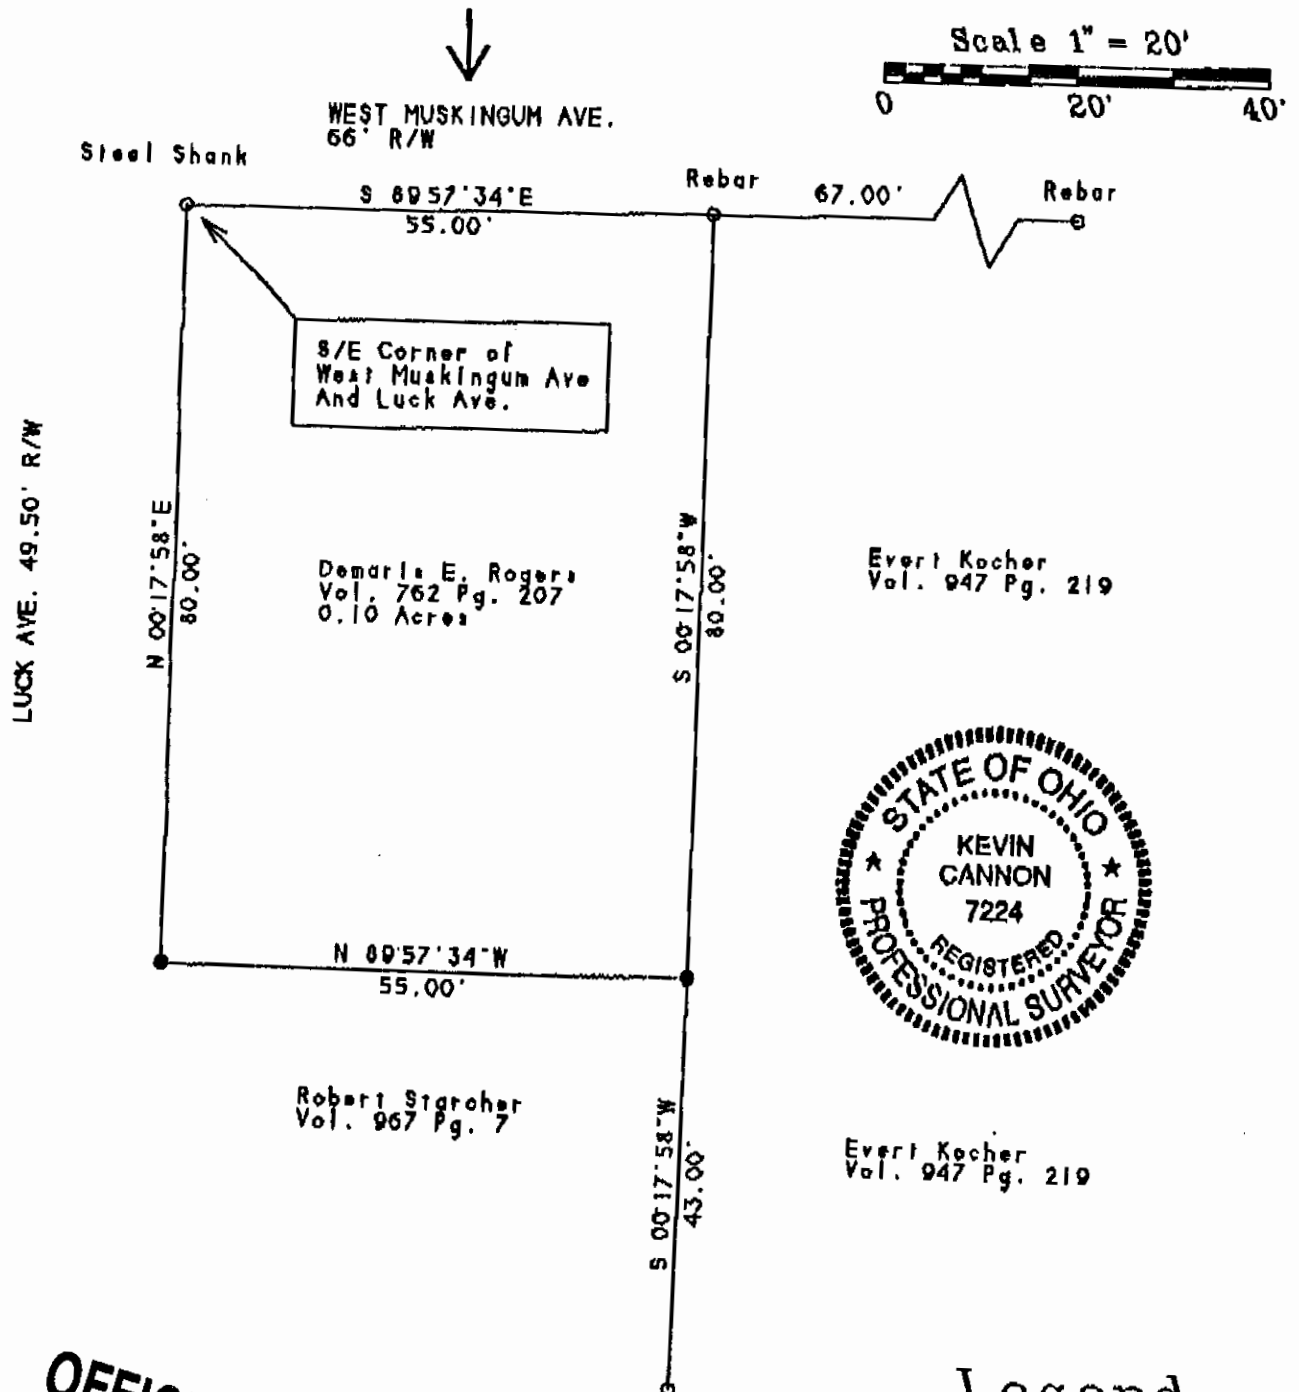 Scale 1" = 20'
0 20' 40'
WEST MUSKINGUM AVE.
66' R/W
Steel Shank
S 89°57'34"E
55.00'
Rebar
67.00'
Rebar
S/E Corner of
West Muskingum Ave
And Luck Ave.
LUCK AVE. 49.50' R/W
N 00°17'58"E
80.00'
Demaris E. Rogers
Vol. 762 Pg. 207
0.10 Acres
S 00°17'58"W
80.00'
Evert Kocher
Vol. 947 Pg. 219
STATE OF OHIO
KEVIN
CANNON
7224
REGISTERED
PROFESSIONAL SURVEYOR
N 89°57'34"W
55.00'
Robert Starcher
Vol. 967 Pg. 7
S 00°17'58"W
43.00'
Evert Kocher
Vol. 947 Pg. 219
Legend